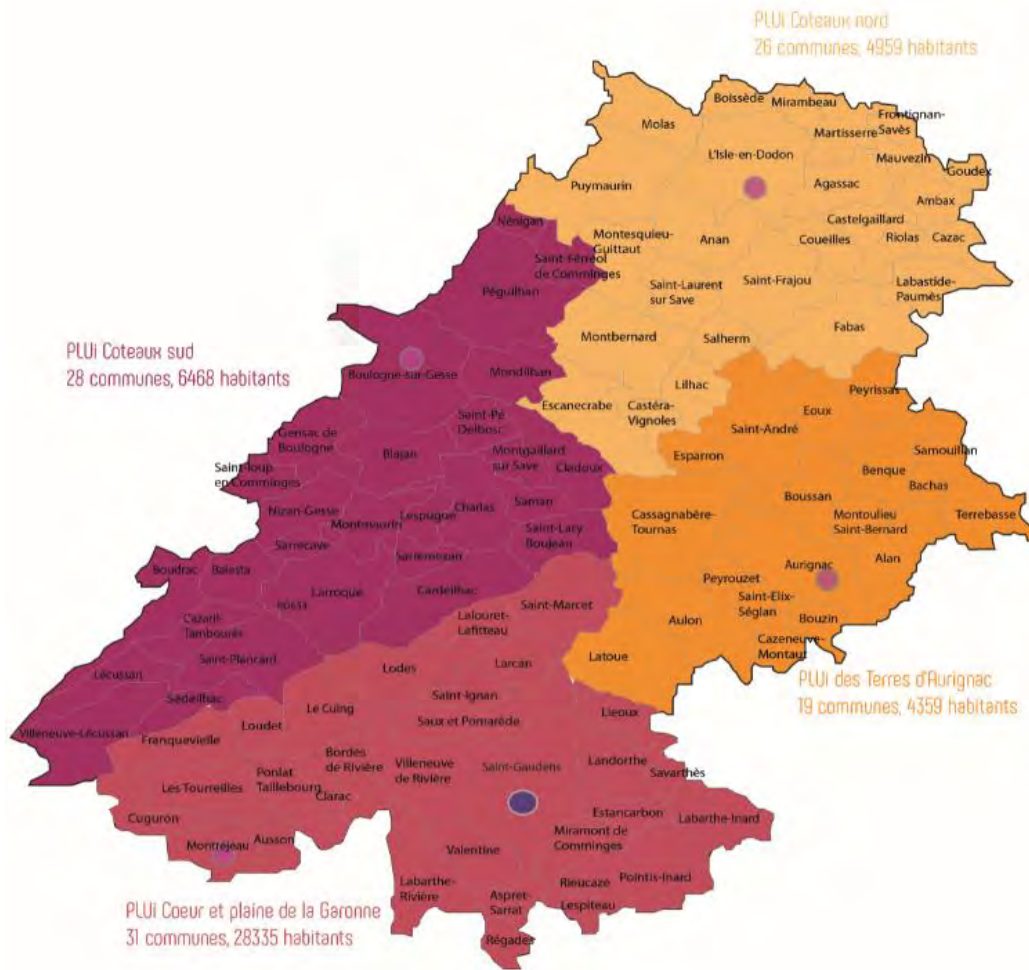 PLUi Coteaux nord
26 communes, 4959 habitants
Boissède
Mirambeau
Frontignan-
Savès
Molas
Martisserre
L'Isle-en-Dodon
Mauvezin
Goudex
Puymaurin
Agassac
Ambax
Castelgaillard
Nénigan
Montesquieu-
Guittaut
Anan
Coueilles
Riolas
Cazac
Saint-Férréol
de Comminges
Péguilhan
Saint-Laurent
sur Save
Saint-Frajou
Labastide-
Paumès
Montbernard
Salherm
Fabas
PLUi Coteaux sud
28 communes, 6468 habitants
Boulogne-sur-Gesse
Mondilhan
Lilhac
Peyrissas
Escanecrabe
Castéra-
Vignoles
Eoux
Saint-Pé
Delbosc
Saint-André
Gensac de
Boulogne
Blajan
Montgaillard
sur Save
Cladoux
Esparron
Samouillan
Saint-loup
en Comminges
Benque
Bachas
Nizan-Gesse
Montmaurin
Lespugue
Charlas
Saman
Cassagnabère-
Tournas
Boussan
Montoulieu
Saint-Bernard
Terrebasse
Sarrecave
Saint-Lary
Boujean
Sarremezan
Boudrac
Balesta
Aurignac
Alan
Larroque
Cardeilhac
Peyrouzet
Saint-Elix-
Séglan
Cazaril-
Tambourès
Lalouret-
Lafitteau
Saint-Marcet
Aulon
Bouzin
Cazeneuve-
Montaut
Saint-Plancard
Lécussan
Lodes
Larcan
Latoue
PLUi des Terres d'Aurignac
19 communes, 4359 habitants
Sédeilhac
Le Cuing
Saint-Ignan
Lieoux
Villeneuve-Lécussan
Franquevielle
Loudet
Saux et Pomarède
Bordes
de Rivière
Villeneuve
de Rivière
Saint-Gaudens
Landorthe
Savarthès
Les Tourreilles
Ponlat
Taillebourg
Clarac
Cuguron
Estancarbon
Labarthe-Inard
Montréjeau
Ausson
Miramont de
Comminges
Valentine
Labarthe-
Rivière
Rieucazé
Pointis-Inard
Aspret-
Sarrat
Lespiteau
Régades
PLUi Coeur et plaine de la Garonne
31 communes, 28335 habitants